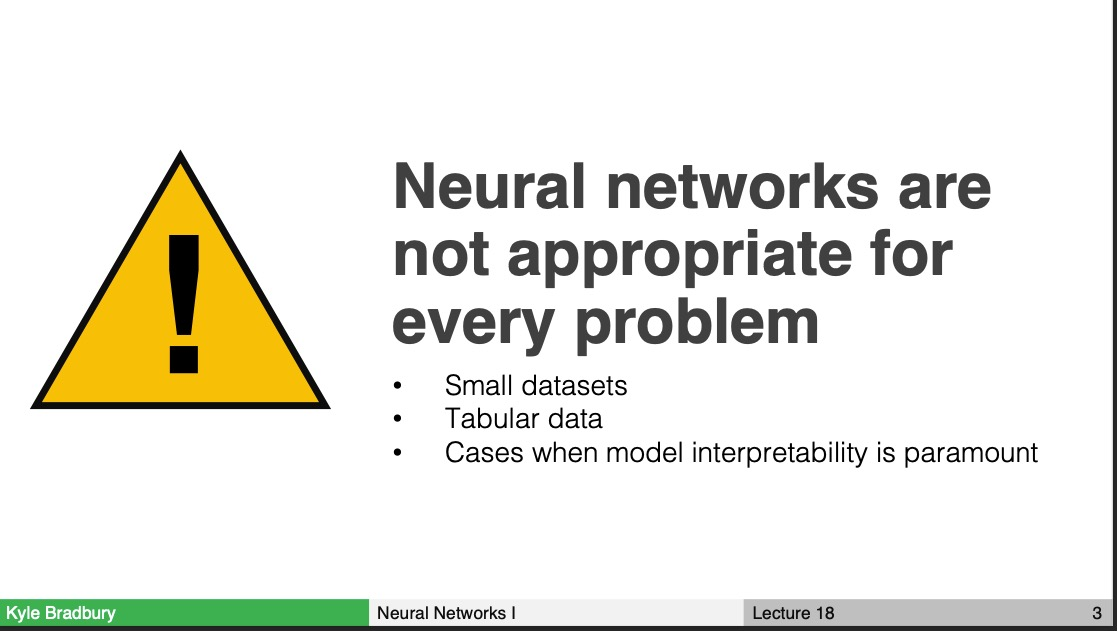 !
Neural networks are
not appropriate for
every problem
• Small datasets
• Tabular data
• Cases when model interpretability is paramount
Kyle Bradbury Neural Networks I Lecture 18 3